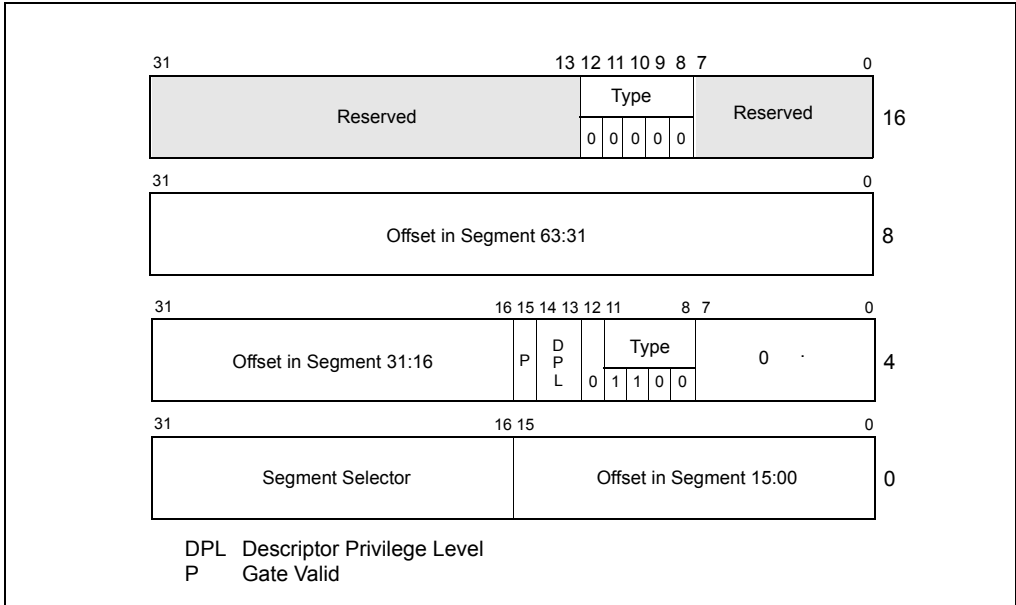 31 13 12 11 10 9 8 7 0
Type
Reserved Reserved 16
0 0 0 0 0
31 0
Offset in Segment 63:31 8
31 16 15 14 13 12 11 8 7 0
Offset in Segment 31:16 P DPL 0 Type 0 . 4
1 1 0 0
31 16 15 0
Segment Selector Offset in Segment 15:00 0
DPL Descriptor Privilege Level
P Gate Valid